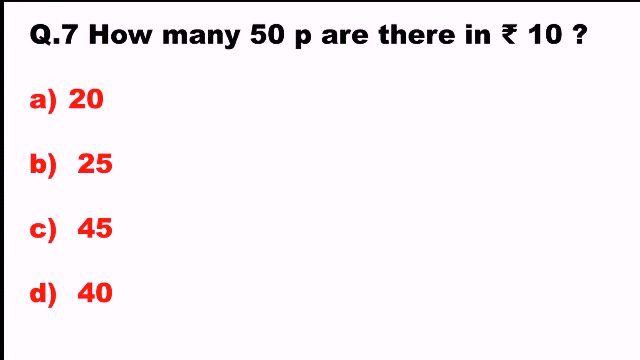 Q.7 How many 50 p are there in ₹ 10 ?
a) 20
b) 25
c) 45
d) 40